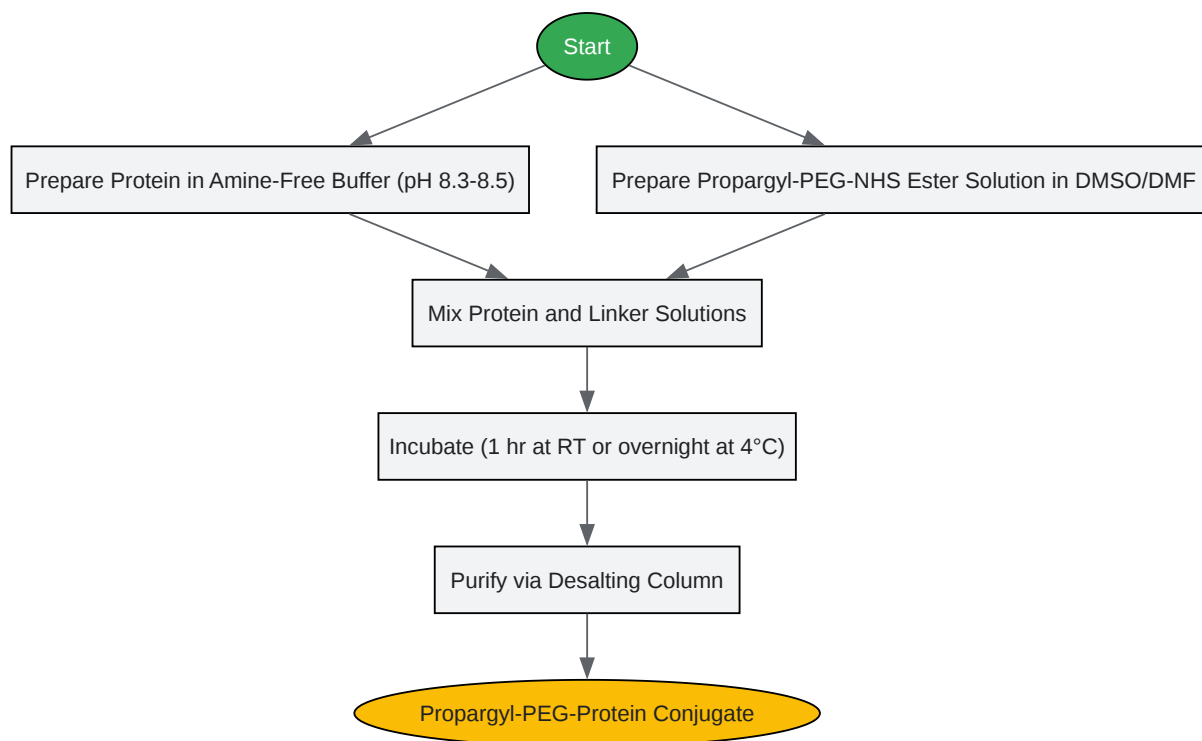 Start
Prepare Protein in Amine-Free Buffer (pH 8.3-8.5)
Prepare Propargyl-PEG-NHS Ester Solution in DMSO/DMF
Mix Protein and Linker Solutions
Incubate (1 hr at RT or overnight at 4°C)
Purify via Desalting Column
Propargyl-PEG-Protein Conjugate